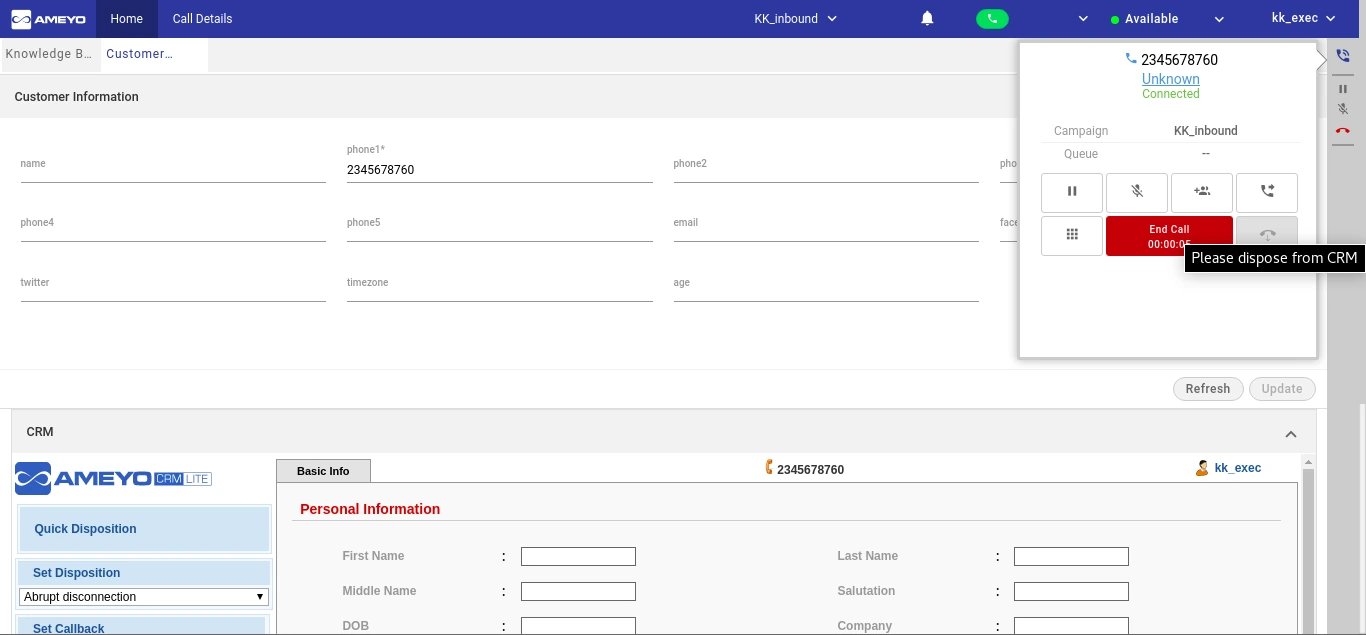 AMEYO Home Call Details KK_inbound Available kk_exec
Knowledge B... Customer...
2345678760
Unknown
Connected
Customer Information
Campaign KK_inbound
Queue --
name phone1* phone2 pho
2345678760
phone4 phone5 email face
End Call
00:00:05
Please dispose from CRM
twitter timezone age
Refresh Update
CRM
AMEYO CRM LITE
Basic Info 2345678760 kk_exec
Personal Information
Quick Disposition
First Name : Last Name :
Set Disposition
Abrupt disconnection
Middle Name : Salutation :
Set Callback
DOB : Company :